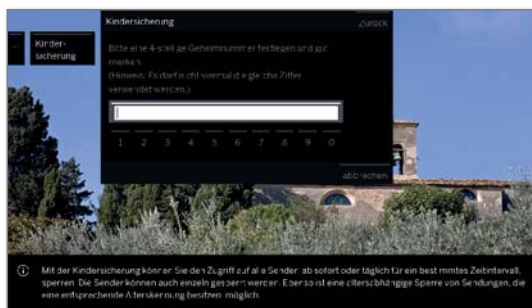 Kindersicherung
Zurück
...
Kinder-
sicherung
Bitte eine 4-stellige Geheimnummer festlegen und gut
merken.
(Hinweis: Es darf nicht viermal die gleiche Ziffer
verwendet werden.)
1 2 3 4 5 6 7 8 9 0
abbrechen
Mit der Kindersicherung können Sie den Zugriff auf alle Sender ab sofort oder täglich für ein bestimmtes Zeitintervall
sperren. Die Sender können auch einzeln gesperrt werden. Ebenso ist eine altersabhängige Sperre von Sendungen, die
eine entsprechende Alterskennung besitzen, möglich.